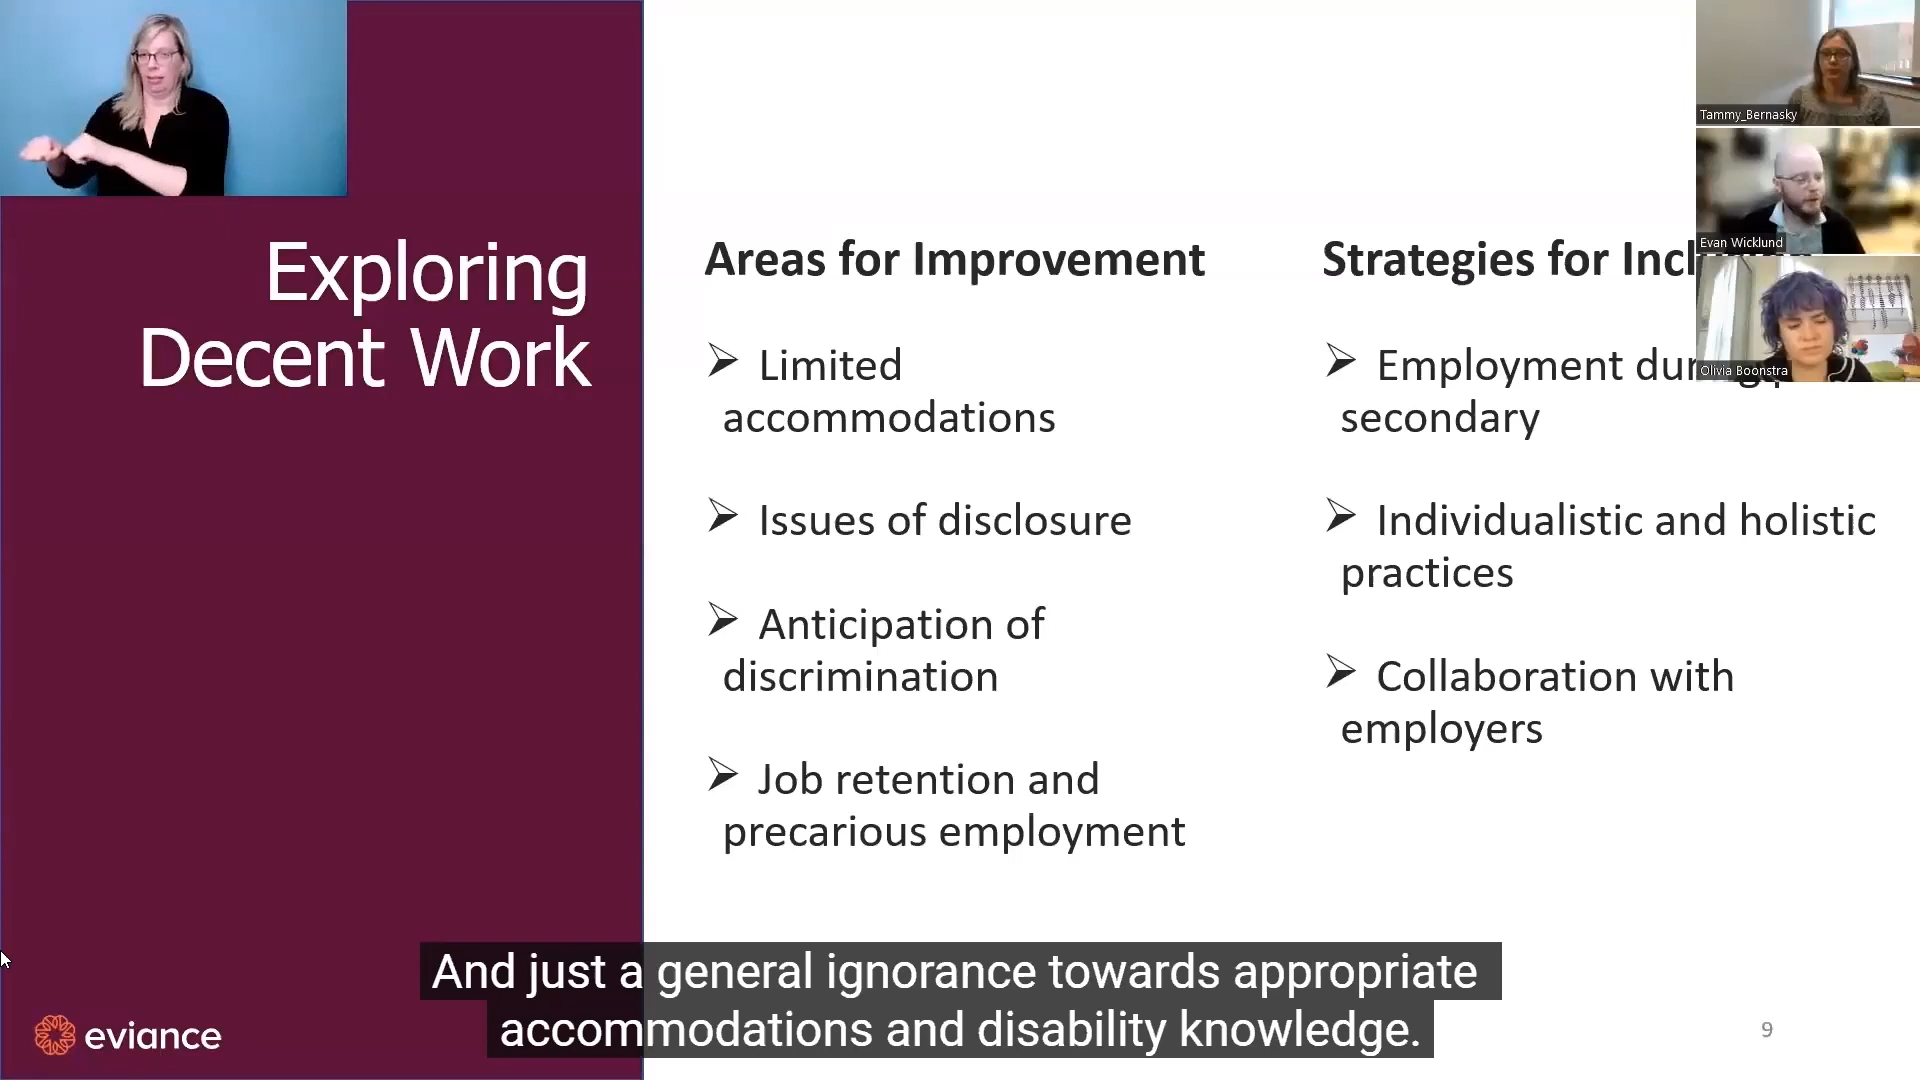 Exploring
Decent Work
Areas for Improvement
Limited
accommodations
Issues of disclosure
Anticipation of
discrimination
Job retention and
precarious employment
Strategies for
Employment
secondary
Individualistic and holistic
practices
Collaboration with
employers
Tammy_Bernasky
Evan Wicklund
Olivia Boonstra
And just a general ignorance towards appropriate
accommodations and disability knowledge.
eviance
9